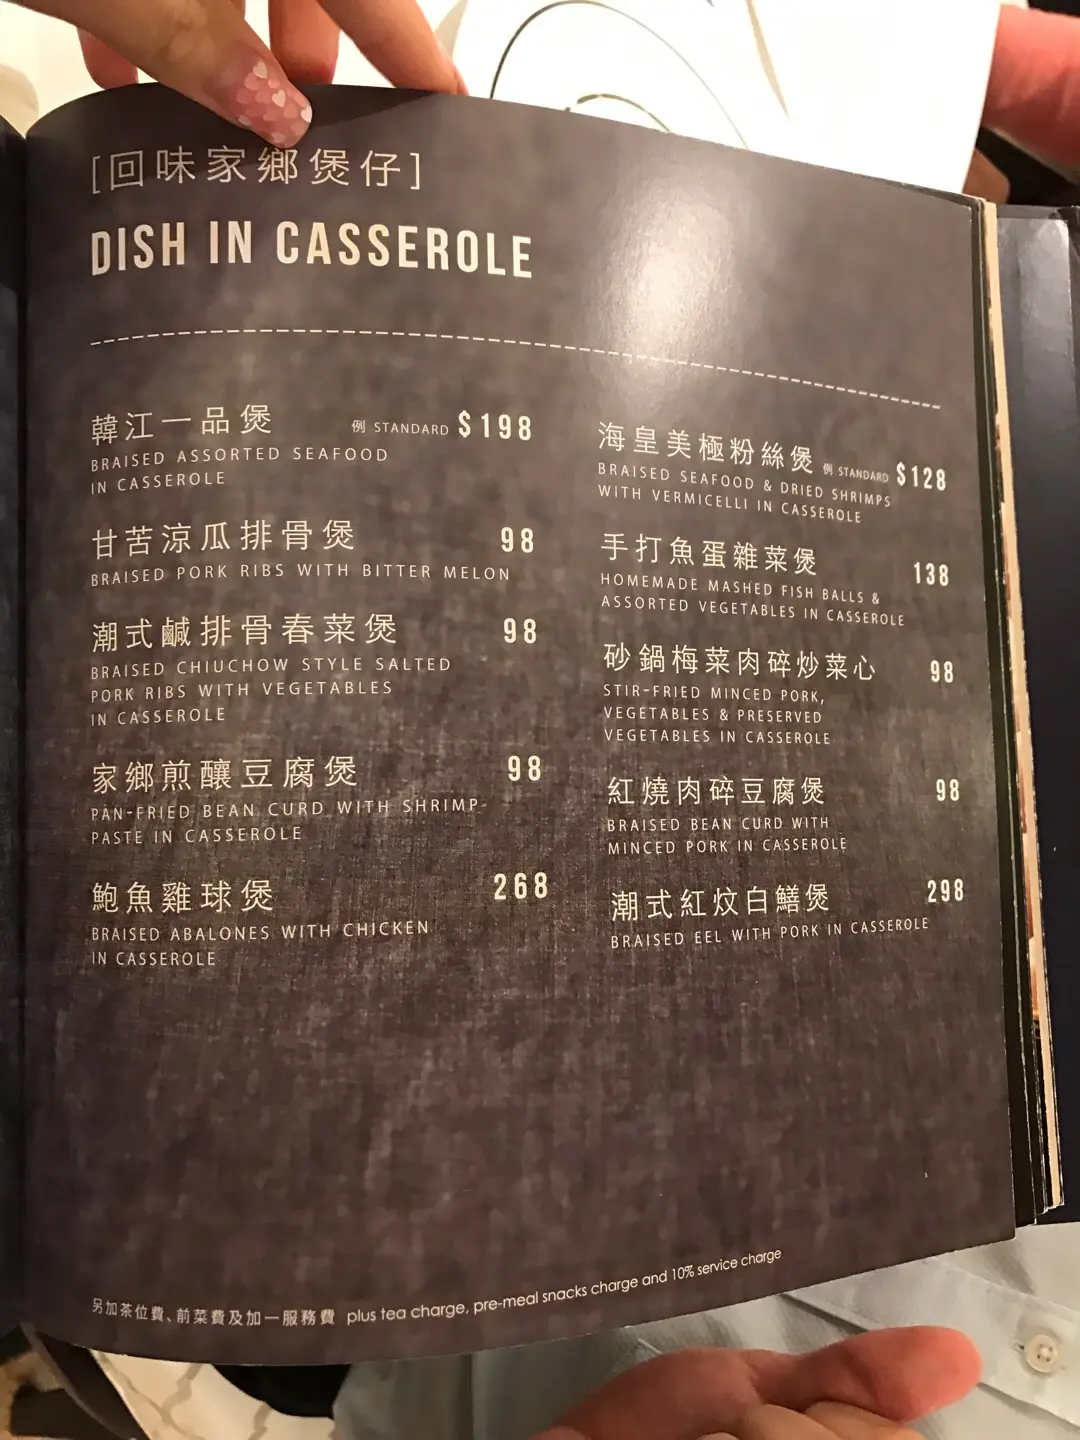 [回味家鄉煲仔]
DISH IN CASSEROLE
韓江一品煲 例 STANDARD $198
BRAISED ASSORTED SEAFOOD
IN CASSEROLE
甘苦涼瓜排骨煲 98
BRAISED PORK RIBS WITH BITTER MELON
潮式鹹排骨春菜煲 98
BRAISED CHIUCHOW STYLE SALTED
PORK RIBS WITH VEGETABLES
IN CASSEROLE
家鄉煎釀豆腐煲 98
PAN-FRIED BEAN CURD WITH SHRIMP-
PASTE IN CASSEROLE
鮑魚雞球煲 268
BRAISED ABALONES WITH CHICKEN
IN CASSEROLE
海皇美極粉絲煲 例 STANDARD $128
BRAISED SEAFOOD & DRIED SHRIMPS
WITH VERMICELLI IN CASSEROLE
手打魚蛋雜菜煲 138
HOMEMADE MASHED FISH BALLS &
ASSORTED VEGETABLES IN CASSEROLE
砂鍋梅菜肉碎炒菜心 98
STIR-FRIED MINCED PORK,
VEGETABLES & PRESERVED
VEGETABLES IN CASSEROLE
紅燒肉碎豆腐煲 98
BRAISED BEAN CURD WITH
MINCED PORK IN CASSEROLE
潮式紅炆白鱔煲 298
BRAISED EEL WITH PORK IN CASSEROLE
另加茶位費、前菜費及加一服務費 plus tea charge, pre-meal snacks charge and 10% service charge